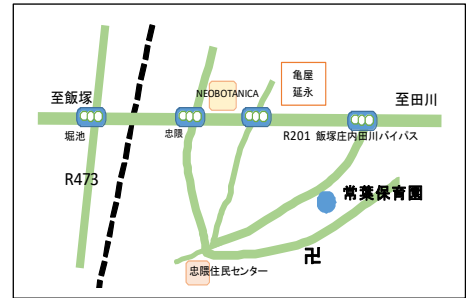 NEOBOTANICA
亀屋
延永
至飯塚
至田川
堀池
忠隈
R201 飯塚庄内田川バイパス
R473
常葉保育園
卍
忠隈住民センター